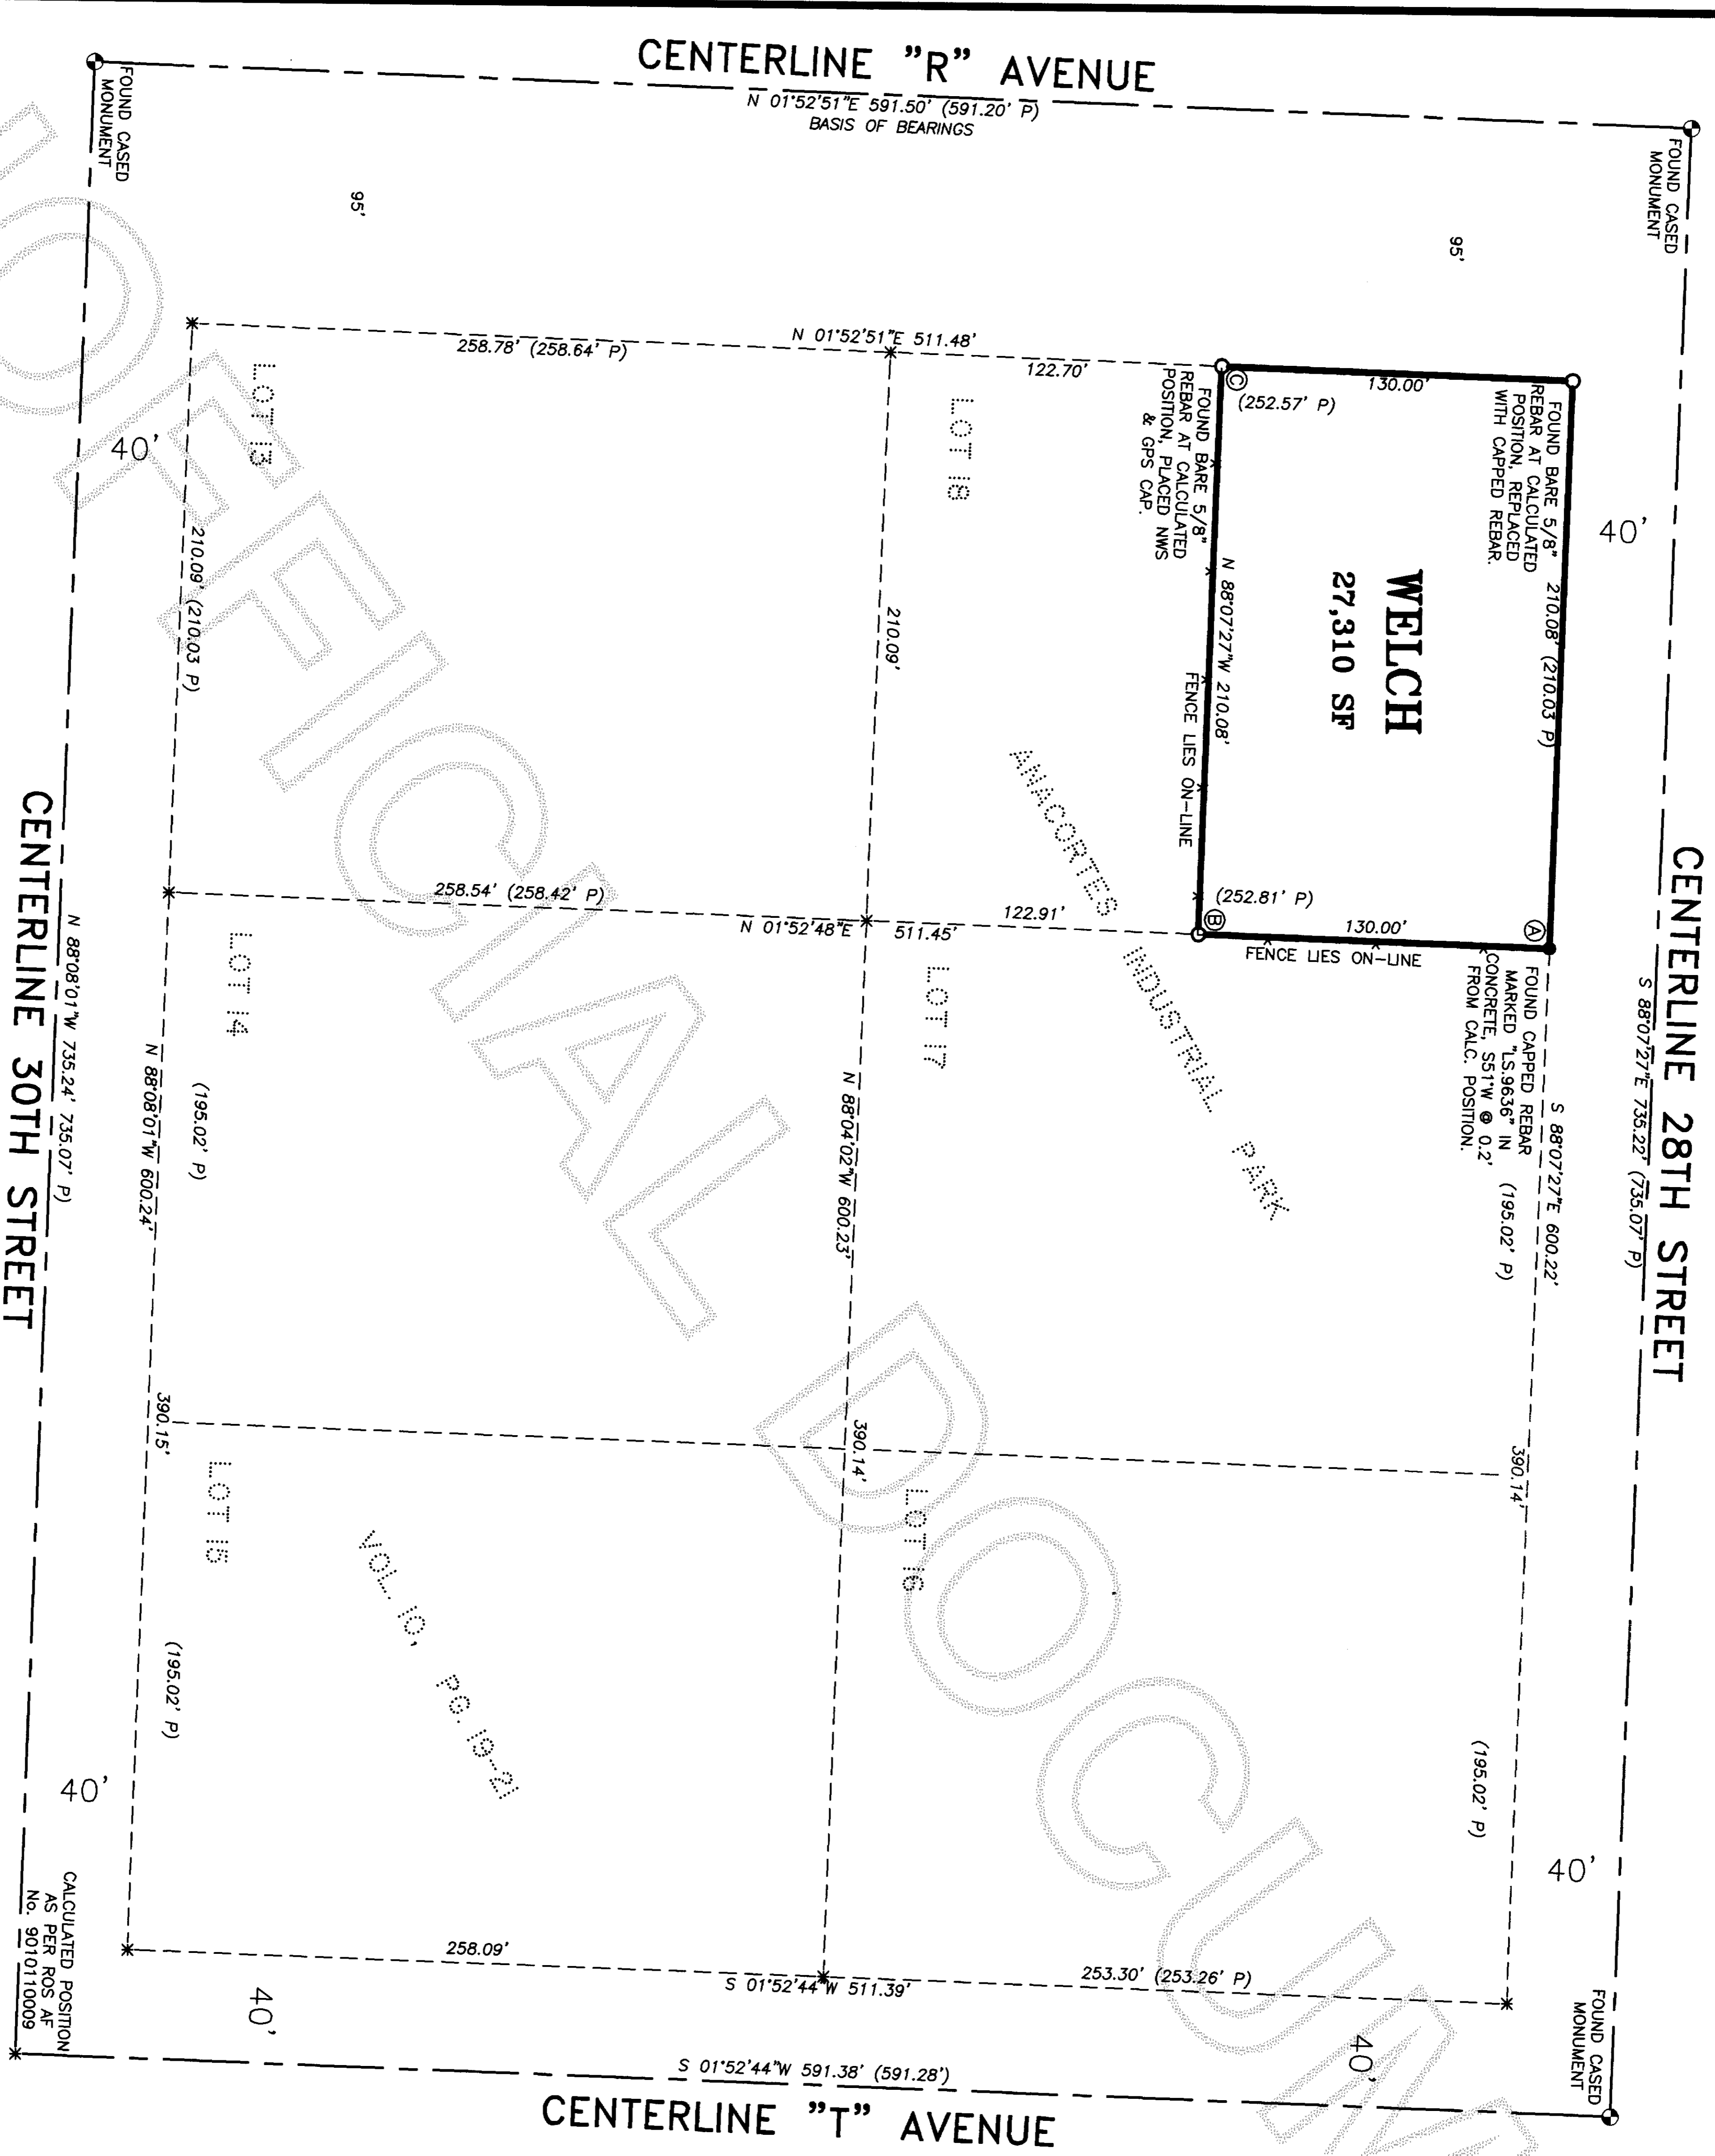 CENTERLINE "R" AVENUE
N 01°52'51"E 591.50' (591.20' P)
BASIS OF BEARINGS
FOUND CASED
MONUMENT
FOUND CASED
MONUMENT
95'
95'
40'
40'
CENTERLINE 28TH STREET
S 88°07'27"E 735.22' (735.07' P)
N 01°52'51"E 511.48'
258.78' (258.64' P)
122.70'
130.00'
(252.57' P)
C
FOUND BARE 5/8"
REBAR AT CALCULATED
POSITION, REPLACED
WITH CAPPED REBAR.
210.08' (210.03 P)
WELCH
27,310 SF
FOUND BARE 5/8"
REBAR AT CALCULATED
POSITION, PLACED NWS
& GPS CAP.
N 88°07'27"W 210.08'
FENCE LIES ON-LINE
(252.81' P)
B
130.00'
FENCE LIES ON-LINE
A
FOUND CAPPED REBAR
MARKED "LS.9636" IN
CONCRETE, S51°W @ 0.2'
FROM CALC. POSITION.
S 88°07'27"E 600.22'
(195.02' P)
390.14'
(195.02' P)
LOT 13
LOT 18
210.09' (210.03 P)
210.09'
258.54' (258.42' P)
N 01°52'48"E 511.45'
122.91'
LOT 14
LOT 17
ANACORTES INDUSTRIAL PARK
N 88°04'02"W 600.23'
390.14'
(195.02' P)
N 88°08'01"W 600.24'
390.15'
(195.02' P)
LOT 15
LOT 16
VOL. 10, PG. 19-21
N 88°08'01"W 735.24' 735.07' P)
CENTERLINE 30TH STREET
40'
40'
258.09'
253.30' (253.26' P)
S 01°52'44"W 511.39'
40'
40'
CALCULATED POSITION
AS PER ROS AF
No. 9010110009
FOUND CASED
MONUMENT
S 01°52'44"W 591.38' (591.28')
CENTERLINE "T" AVENUE
OFFICIAL DOCUM